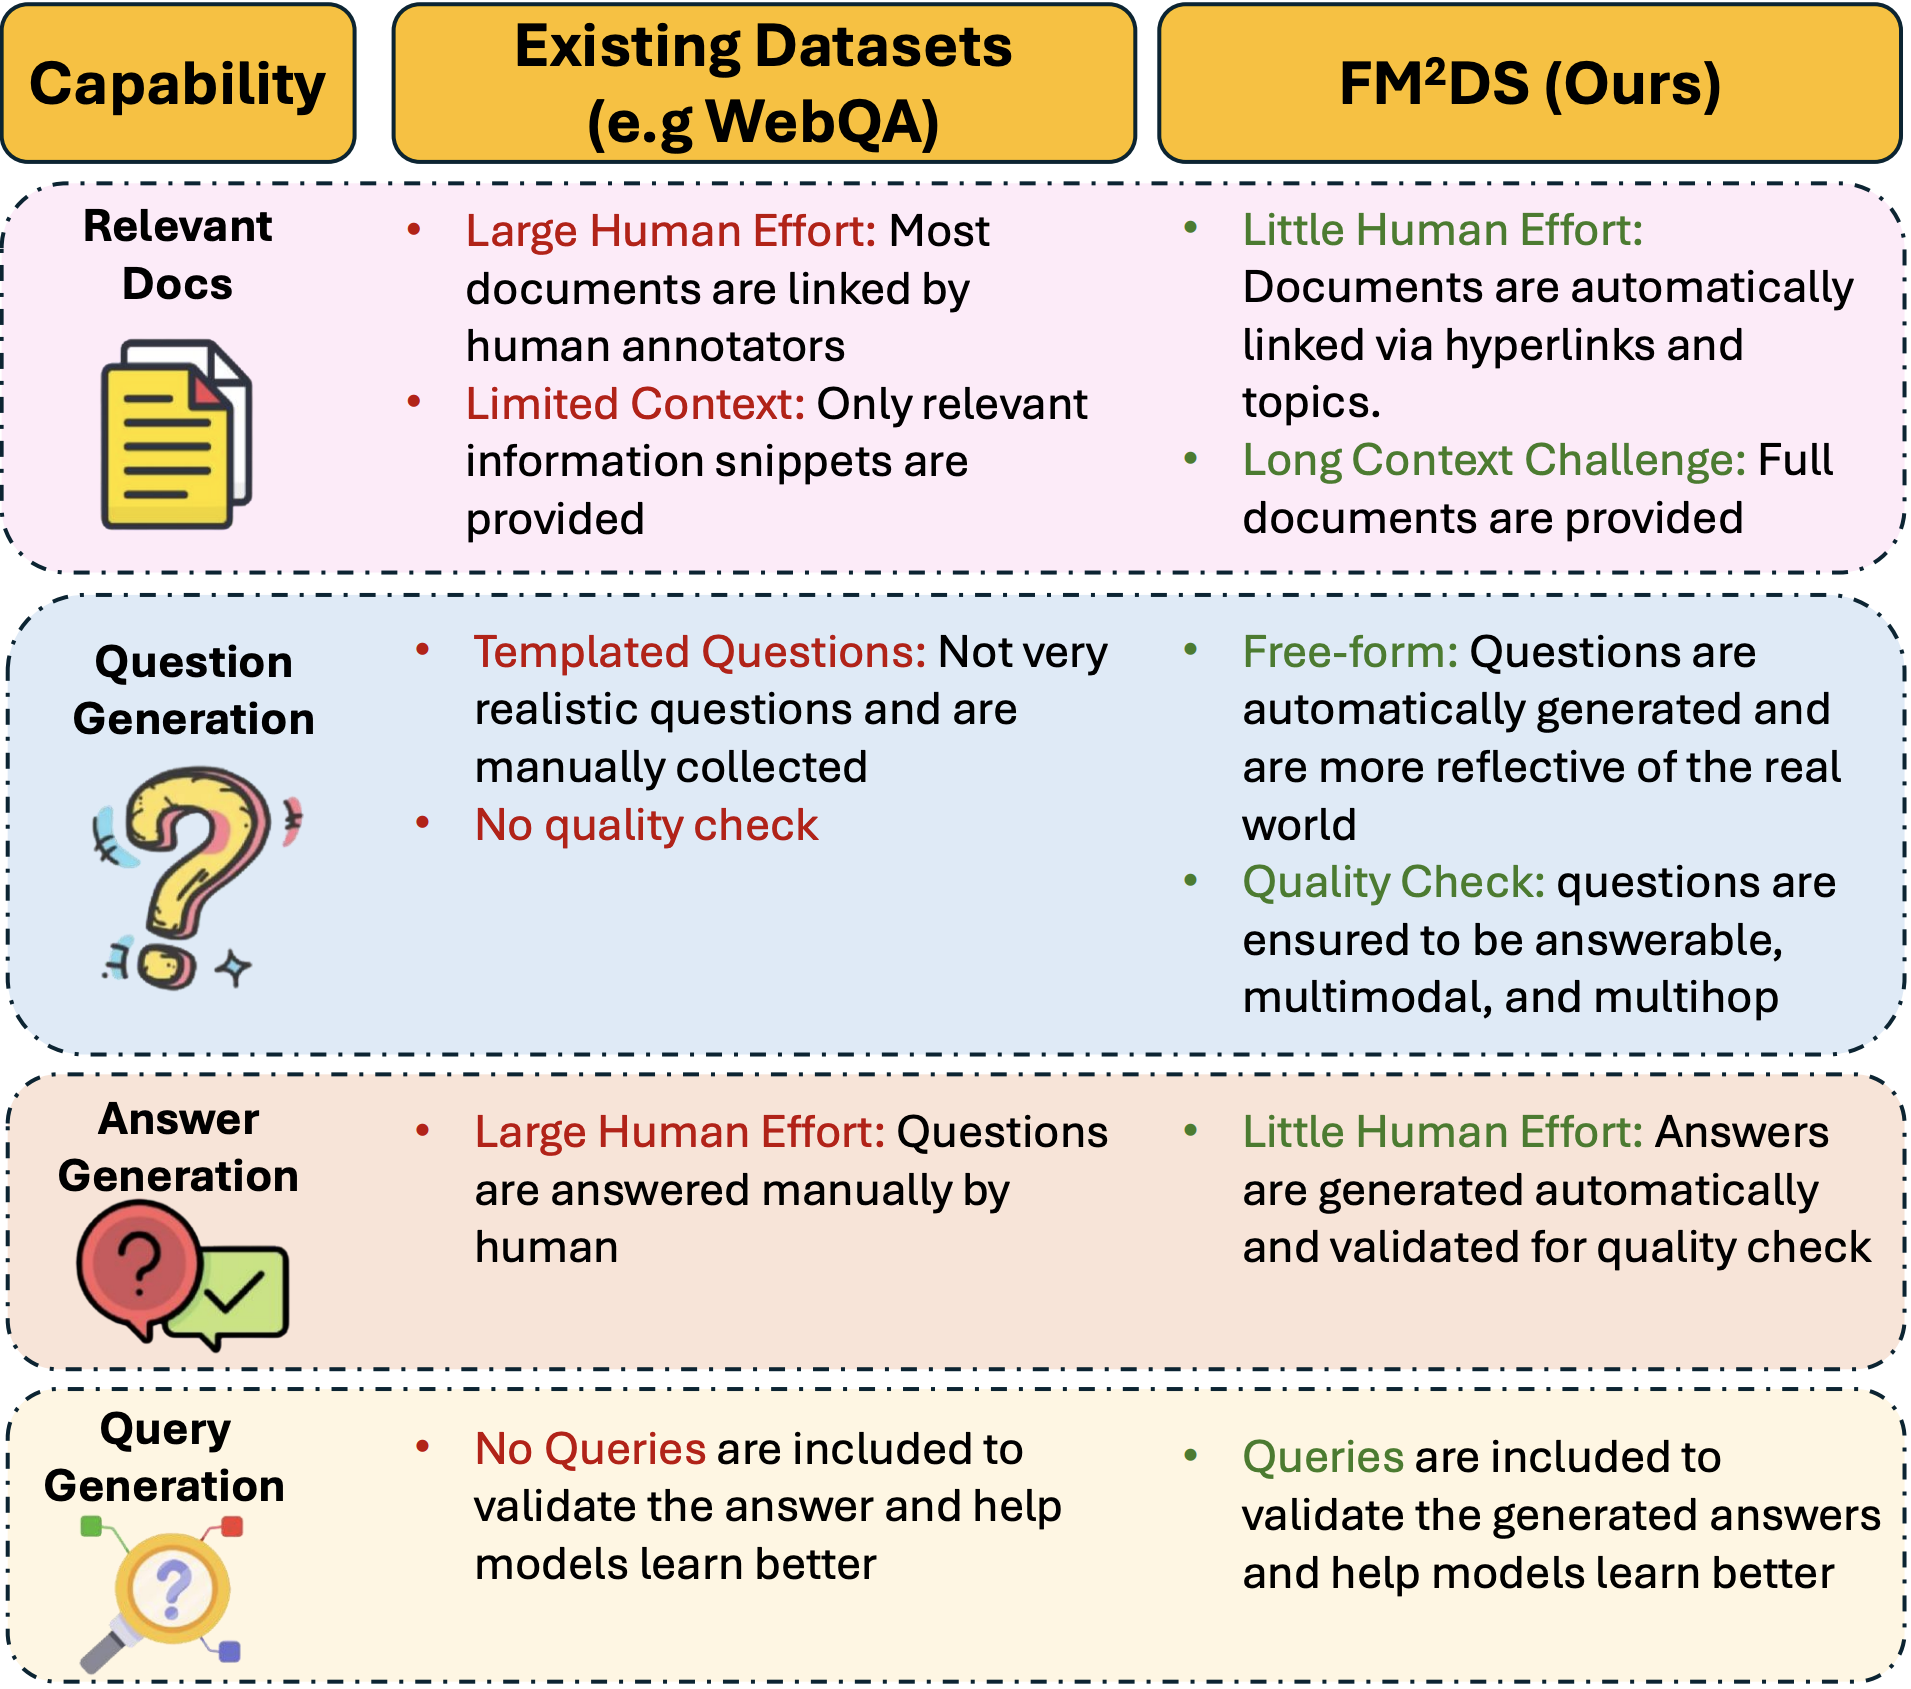 Capability
Existing Datasets
(e.g WebQA)
FM²DS (Ours)
Relevant
Docs
• Large Human Effort: Most
documents are linked by
human annotators
• Limited Context: Only relevant
information snippets are
provided
• Little Human Effort:
Documents are automatically
linked via hyperlinks and
topics.
• Long Context Challenge: Full
documents are provided
Question
Generation
• Templated Questions: Not very
realistic questions and are
manually collected
• No quality check
• Free-form: Questions are
automatically generated and
are more reflective of the real
world
• Quality Check: questions are
ensured to be answerable,
multimodal, and multihop
Answer
Generation
• Large Human Effort: Questions
are answered manually by
human
• Little Human Effort: Answers
are generated automatically
and validated for quality check
Query
Generation
• No Queries are included to
validate the answer and help
models learn better
• Queries are included to
validate the generated answers
and help models learn better